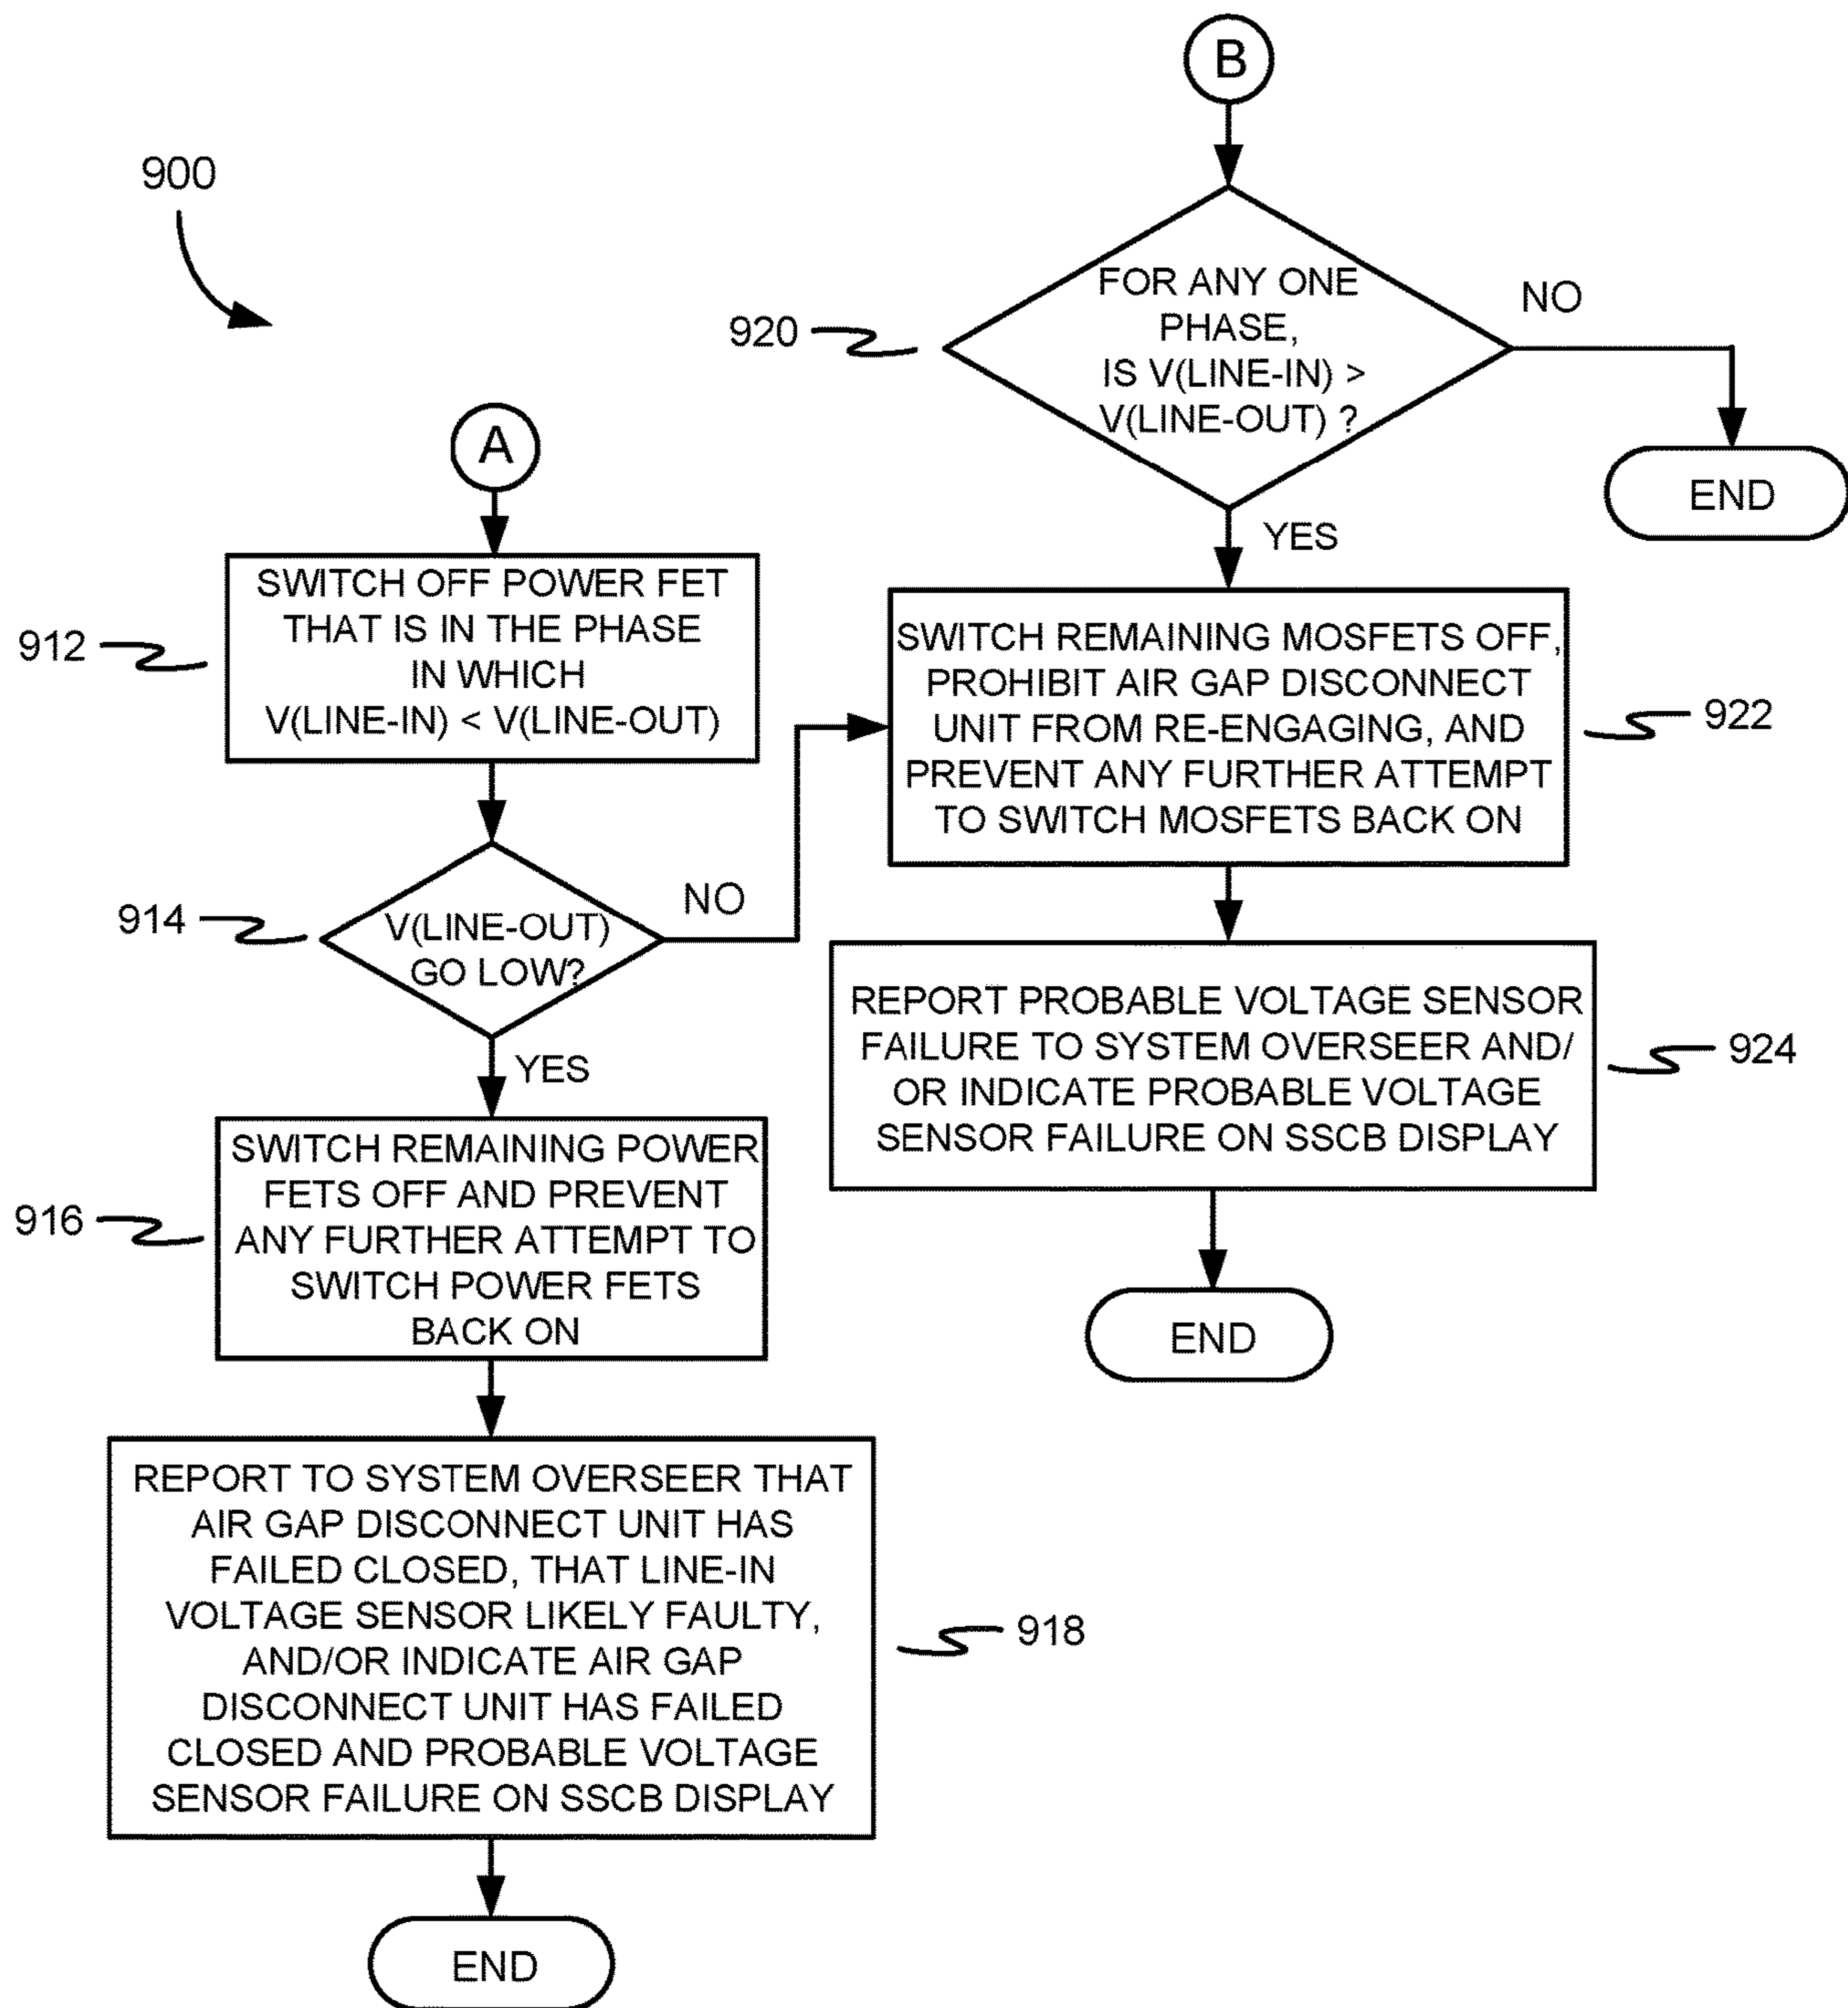 900
A
912
SWITCH OFF POWER FET
THAT IS IN THE PHASE
IN WHICH
V(LINE-IN) < V(LINE-OUT)
914
V(LINE-OUT)
GO LOW?
NO
YES
916
SWITCH REMAINING POWER
FETS OFF AND PREVENT
ANY FURTHER ATTEMPT TO
SWITCH POWER FETS
BACK ON
REPORT TO SYSTEM OVERSEER THAT
AIR GAP DISCONNECT UNIT HAS
FAILED CLOSED, THAT LINE-IN
VOLTAGE SENSOR LIKELY FAULTY,
AND/OR INDICATE AIR GAP
DISCONNECT UNIT HAS FAILED
CLOSED AND PROBABLE VOLTAGE
SENSOR FAILURE ON SSCB DISPLAY
918
END
B
920
FOR ANY ONE
PHASE,
IS V(LINE-IN) >
V(LINE-OUT) ?
NO
END
YES
SWITCH REMAINING MOSFETS OFF,
PROHIBIT AIR GAP DISCONNECT
UNIT FROM RE-ENGAGING, AND
PREVENT ANY FURTHER ATTEMPT
TO SWITCH MOSFETS BACK ON
922
REPORT PROBABLE VOLTAGE SENSOR
FAILURE TO SYSTEM OVERSEER AND/
OR INDICATE PROBABLE VOLTAGE
SENSOR FAILURE ON SSCB DISPLAY
924
END